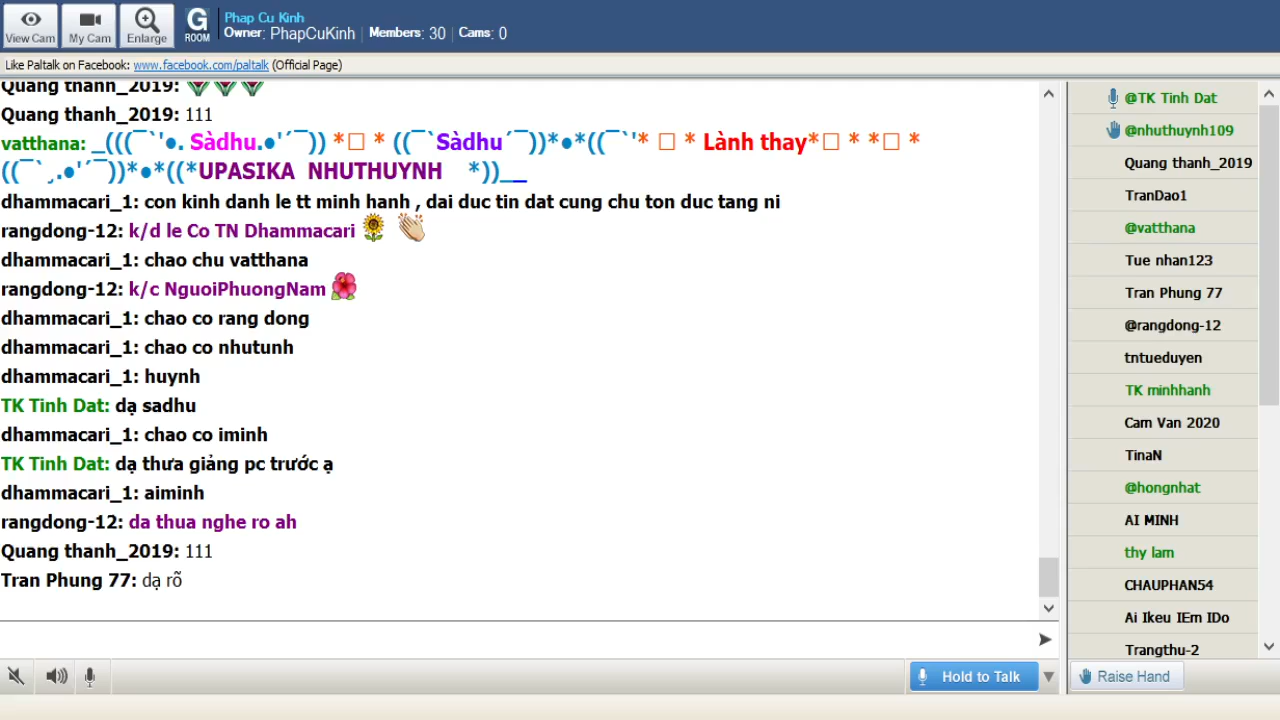 View Cam
My Cam
Enlarge
G
ROOM
Phap Cu Kinh
Owner: PhapCuKinh Members: 30 Cams: 0
Like Paltalk on Facebook: www.facebook.com/paltalk (Official Page)
Quang thanh_2019:
Quang thanh_2019: 111
vatthana: _(((¯`'•. Sàdhu.•'´¯)) *□ * ((¯`Sàdhu´¯))*•*((¯`'* □ * Lành thay*□ * *□ *
((¯`¸.•'´¯))*•*((*UPASIKA NHUTHUYNH *))__
dhammacari_1: con kinh danh le tt minh hanh , dai duc tin dat cung chu ton duc tang ni
rangdong-12: k/d le Co TN Dhammacari
dhammacari_1: chao chu vatthana
rangdong-12: k/c NguoiPhuongNam
dhammacari_1: chao co rang dong
dhammacari_1: chao co nhutunh
dhammacari_1: huynh
TK Tinh Dat: dạ sadhu
dhammacari_1: chao co iminh
TK Tinh Dat: dạ thưa giảng pc trước ạ
dhammacari_1: aiminh
rangdong-12: da thua nghe ro ah
Quang thanh_2019: 111
Tran Phung 77: dạ rõ
@TK Tinh Dat
@nhuthuynh109
Quang thanh_2019
TranDao1
@vatthana
Tue nhan123
Tran Phung 77
@rangdong-12
tntueduyen
TK minhhanh
Cam Van 2020
TinaN
@hongnhat
AI MINH
thy lam
CHAUPHAN54
Ai Ikeu IEm IDo
Trangthu-2
Hold to Talk
Raise Hand